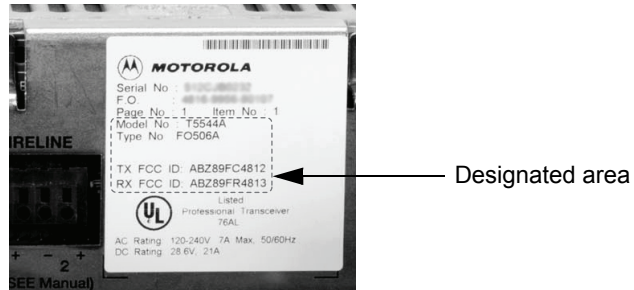 MOTOROLA
Serial No :
F.O. :
Page No : 1 Item No : 1
Model No : T5544A
Type No FO506A
TX FCC ID: ABZ89FC4812
RX FCC ID: ABZ89FR4813
Designated area
UL
Listed
Professional Transceiver
76AL
AC Rating: 120-240V 7A Max, 50/60Hz
DC Rating: 28.6V, 21A
IRELINE
+ - +
2
SEE Manual)